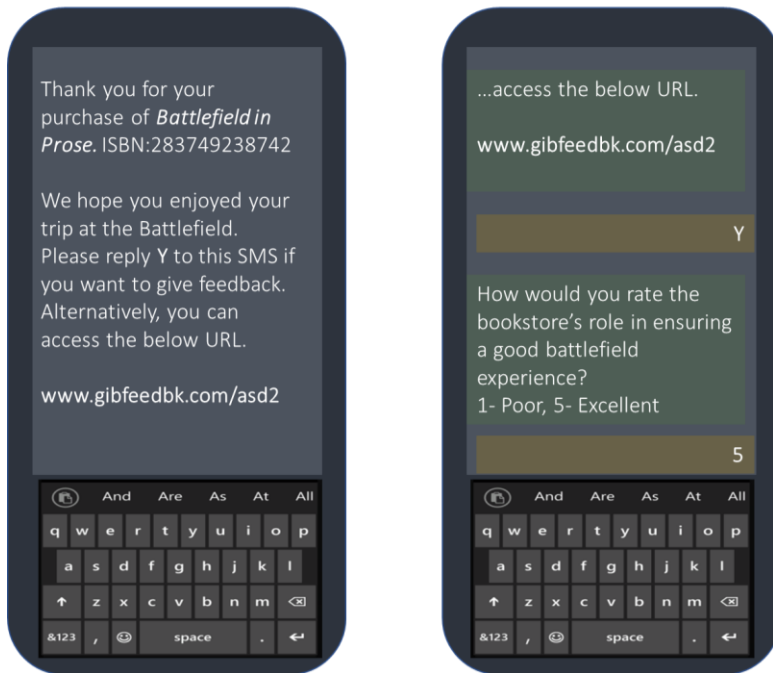 Thank you for your
purchase of Battlefield in
Prose. ISBN:283749238742
We hope you enjoyed your
trip at the Battlefield.
Please reply Y to this SMS if
you want to give feedback.
Alternatively, you can
access the below URL.
www.gibfeedbk.com/asd2
And Are As At All
q w e r t y u i o p
a s d f g h j k l
z x c v b n m
&123 , space .
...access the below URL.
www.gibfeedbk.com/asd2
Y
How would you rate the
bookstore’s role in ensuring
a good battlefield
experience?
1- Poor, 5- Excellent
5
And Are As At All
q w e r t y u i o p
a s d f g h j k l
z x c v b n m
&123 , space .